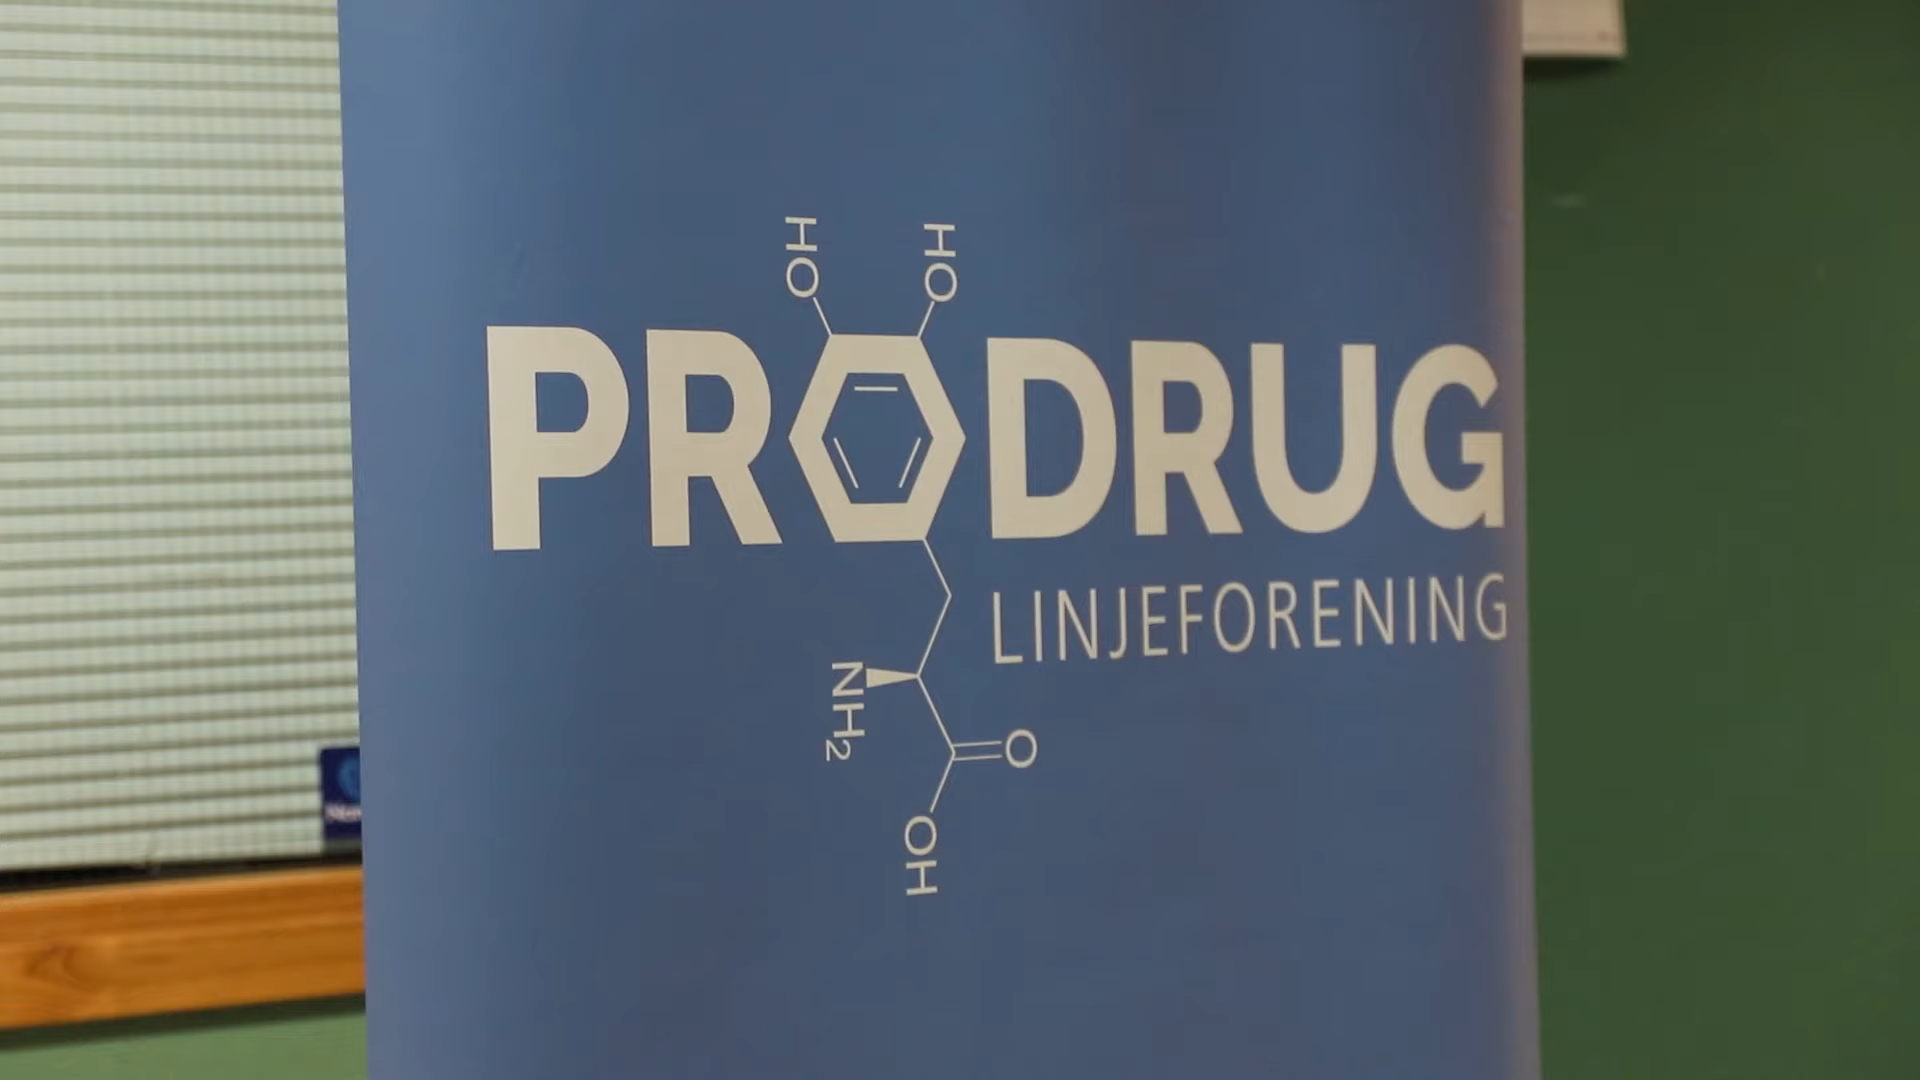 HO HO
PRODRUG
LINJEFORENING
NH₂
O
OH